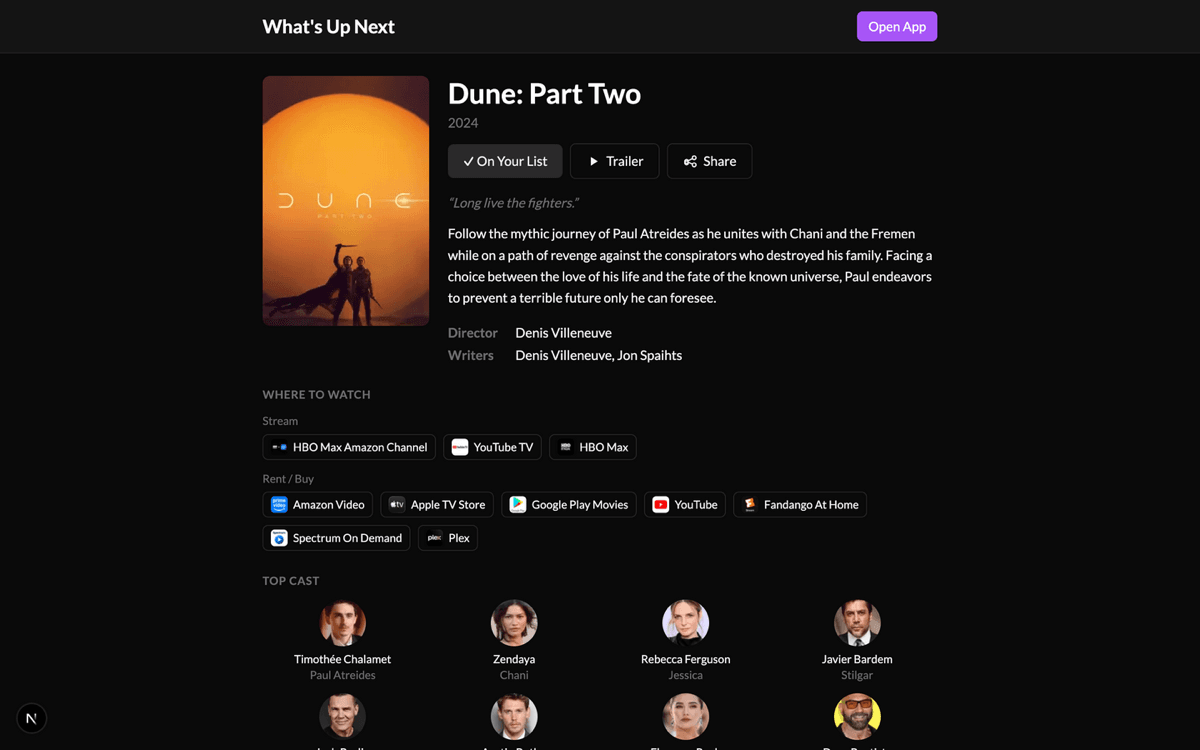 What's Up Next
Open App
DUNE
PART TWO
Dune: Part Two
2024
✓ On Your List
Trailer
Share
“Long live the fighters.”
Follow the mythic journey of Paul Atreides as he unites with Chani and the Fremen
while on a path of revenge against the conspirators who destroyed his family. Facing a
choice between the love of his life and the fate of the known universe, Paul endeavors
to prevent a terrible future only he can foresee.
Director Denis Villeneuve
Writers Denis Villeneuve, Jon Spaihts
WHERE TO WATCH
Stream
HBO Max Amazon Channel
YouTube TV
HBO Max
Rent / Buy
prime video Amazon Video
tv Apple TV Store
Google Play Movies
YouTube
Fandango At Home
Spectrum On Demand
plex Plex
TOP CAST
Timothée Chalamet
Paul Atreides
Zendaya
Chani
Rebecca Ferguson
Jessica
Javier Bardem
Stilgar
N